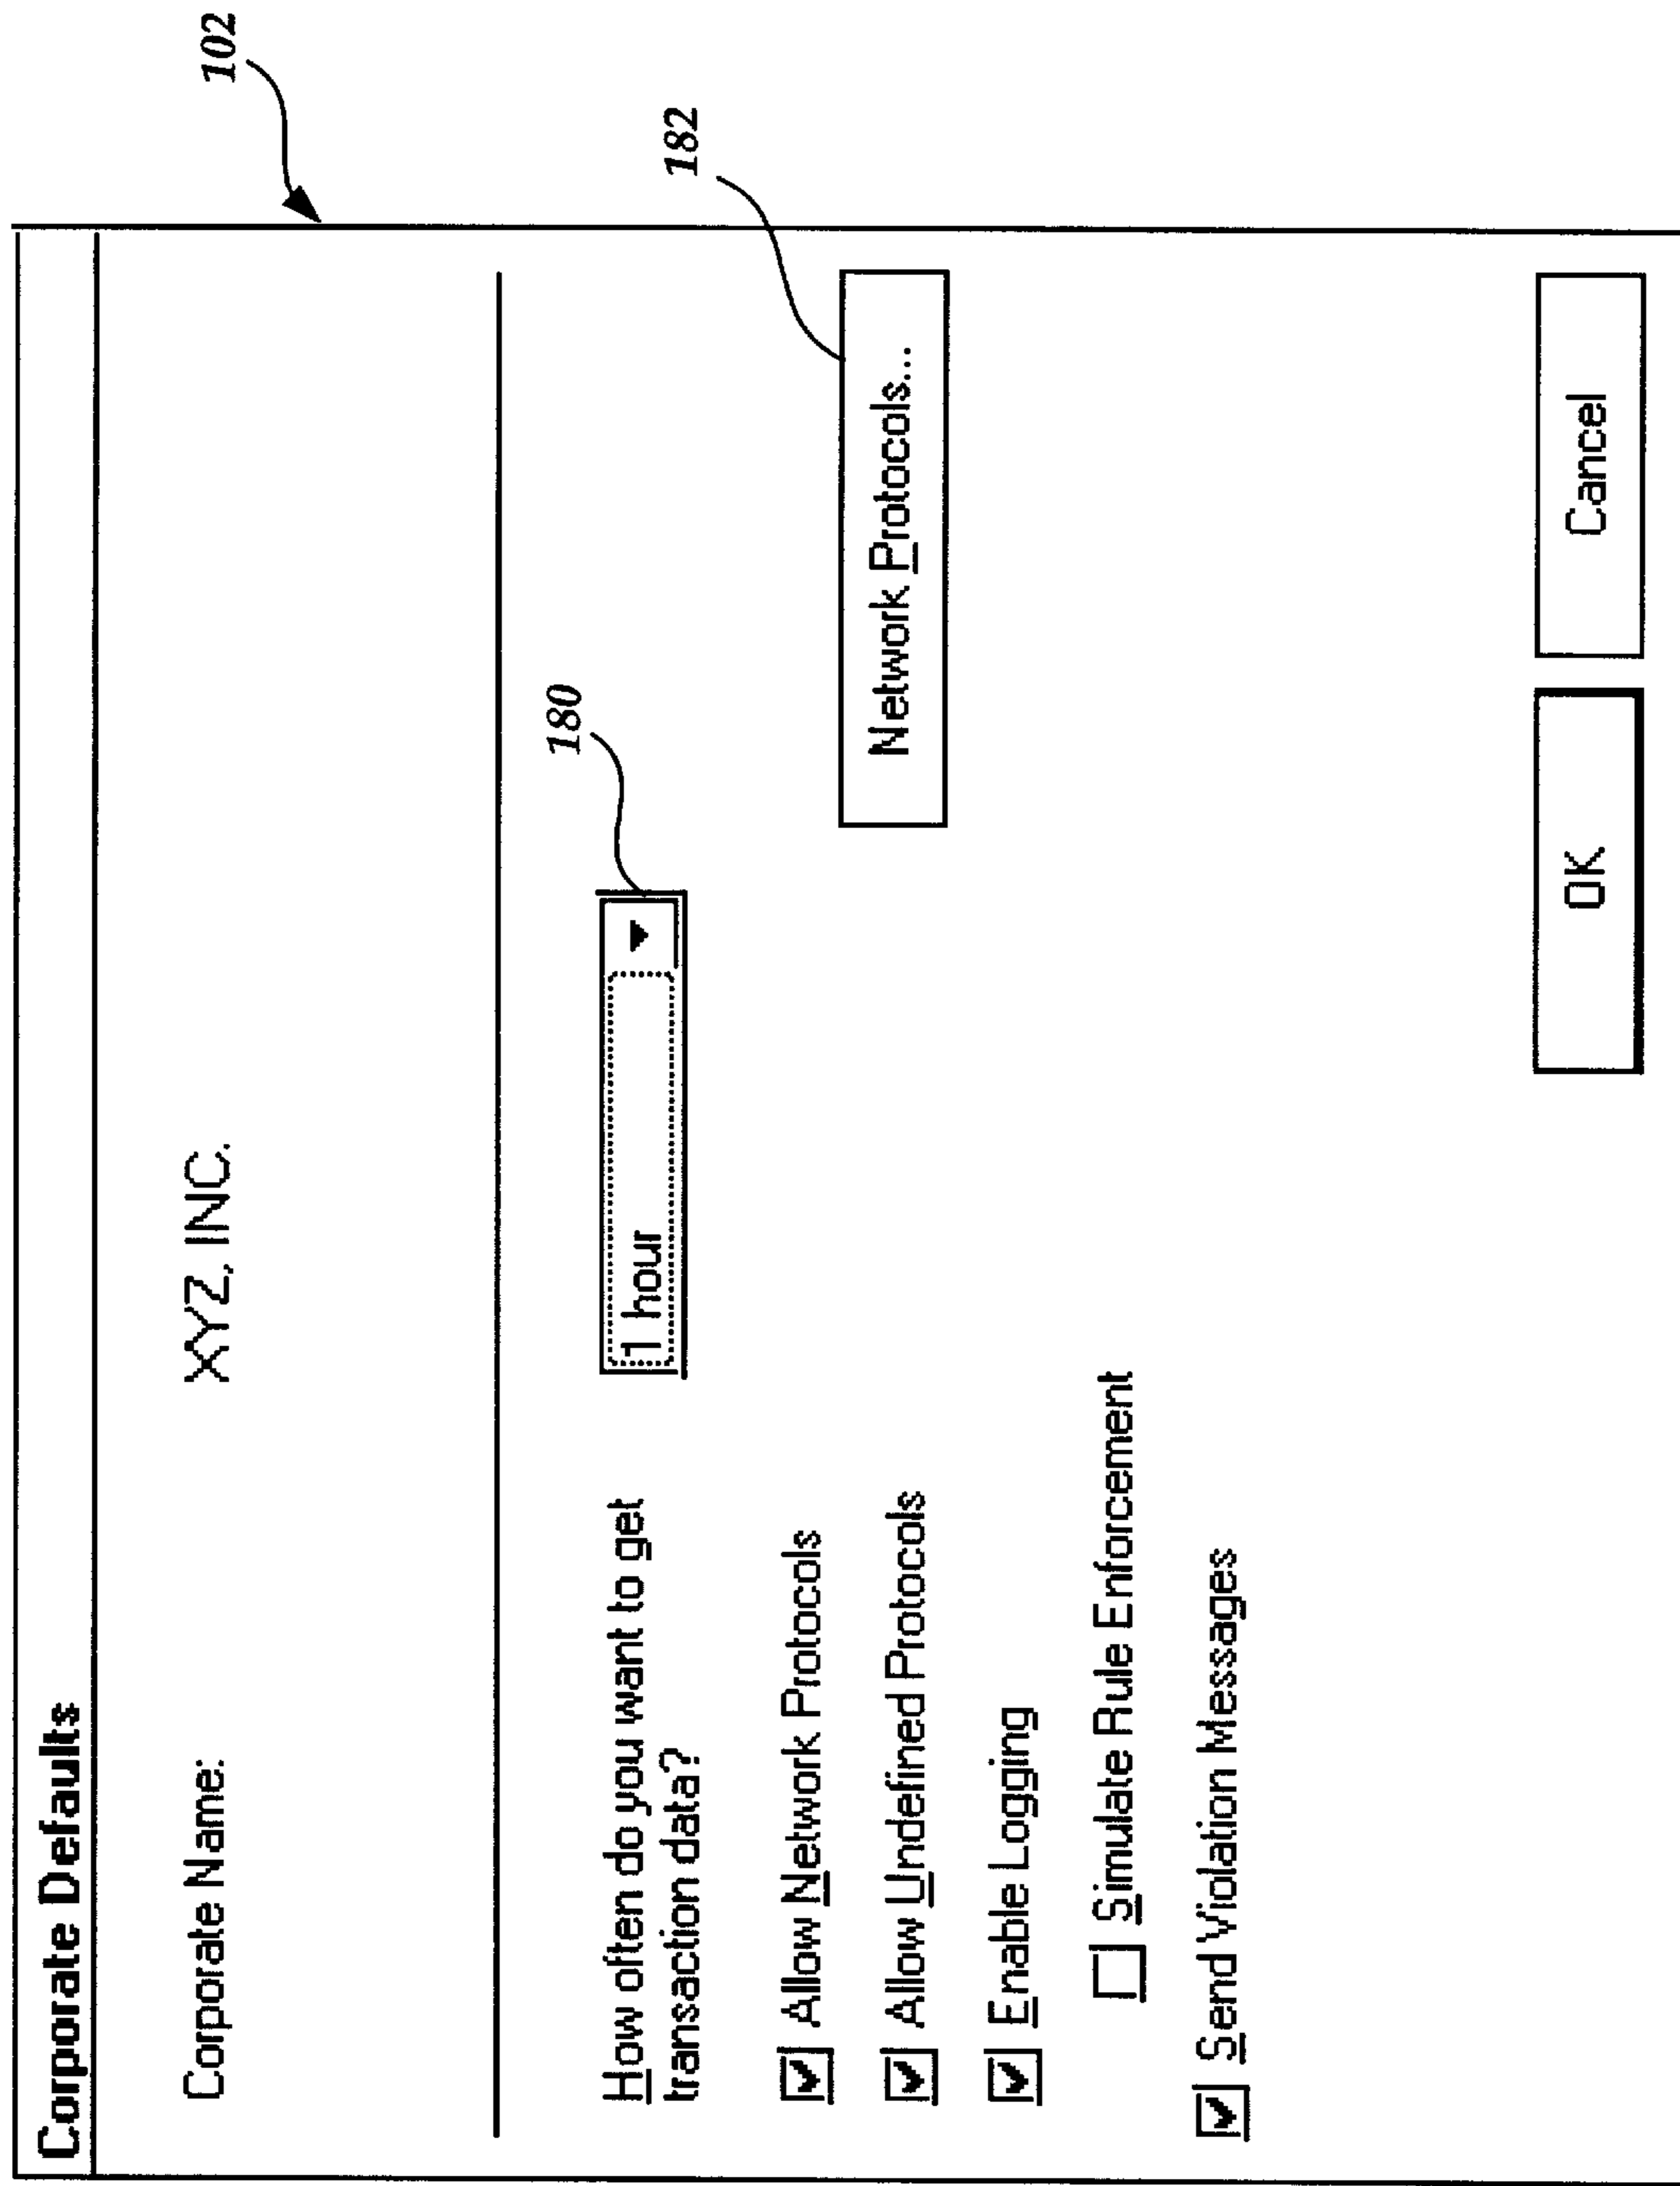 102
Corporate Defaults
Corporate Name: XYZ, INC.
182
180
How often do you want to get
transaction data?
1 hour
Allow Network Protocols
Network Protocols...
Allow Undefined Protocols
Enable Logging
Simulate Rule Enforcement
Send Violation Messages
OK
Cancel